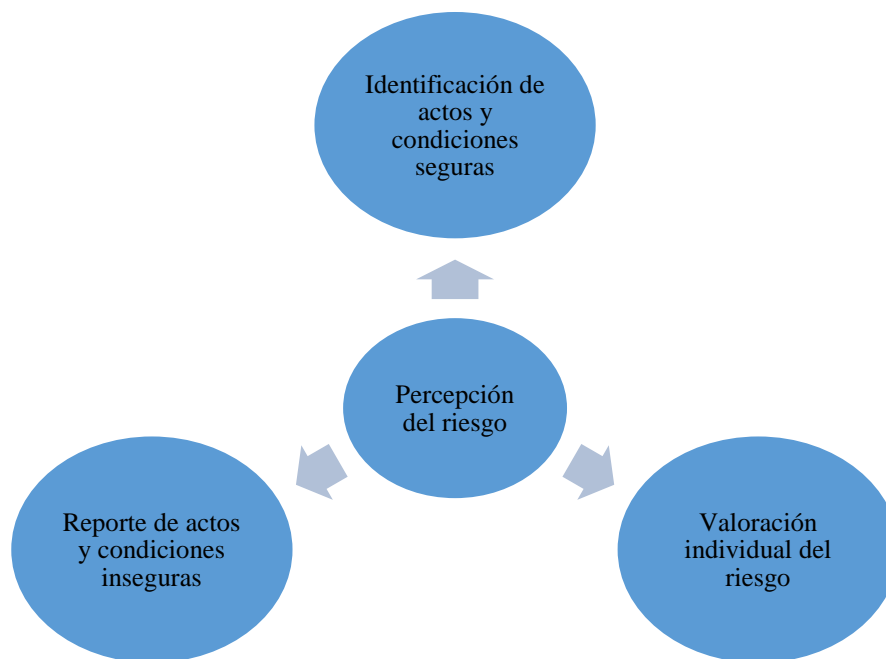 Identificación de
actos y
condiciones
seguras
Percepción
del riesgo
Reporte de actos
y condiciones
inseguras
Valoración
individual del
riesgo